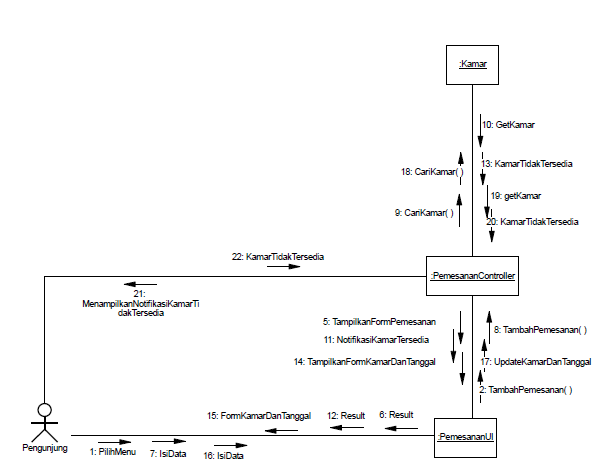 :Kamar
10: GetKamar
13: KamarTidakTersedia
18: CariKamar( )
19: getKamar
9: CariKamar( )
20: KamarTidakTersedia
22: KamarTidakTersedia
:PemesananController
21:
MenampilkanNotifikasiKamarTi
dakTersedia
5: TampilkanFormPemesanan
8: TambahPemesanan( )
11: NotifikasiKamarTersedia
14: TampilkanFormKamarDanTanggal
17: UpdateKamarDanTanggal
2: TambahPemesanan( )
15: FormKamarDanTanggal
12: Result
6: Result
:PemesananUI
Pengunjung
1: PilihMenu
7: IsiData
16: IsiData